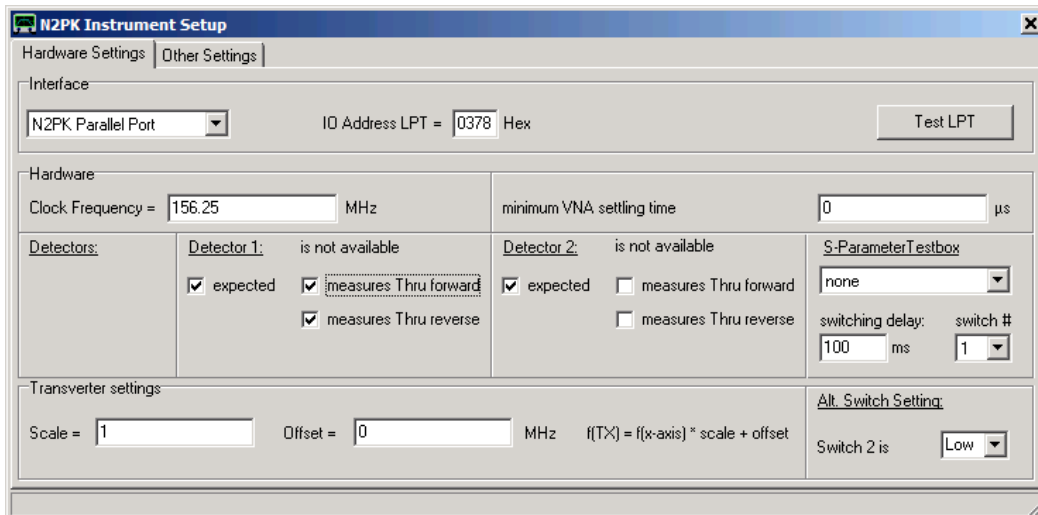 N2PK Instrument Setup
Hardware Settings Other Settings
Interface
N2PK Parallel Port IO Address LPT = 0378 Hex Test LPT
Hardware
Clock Frequency = 156.25 MHz minimum VNA settling time 0 µs
Detectors: Detector 1: is not available Detector 2: is not available S-ParameterTestbox
expected measures Thru forward expected measures Thru forward none
measures Thru reverse measures Thru reverse switching delay: switch #
100 ms 1
Transverter settings
Alt. Switch Setting:
Scale = 1 Offset = 0 MHz f(TX) = f(x-axis) * scale + offset
Switch 2 is Low